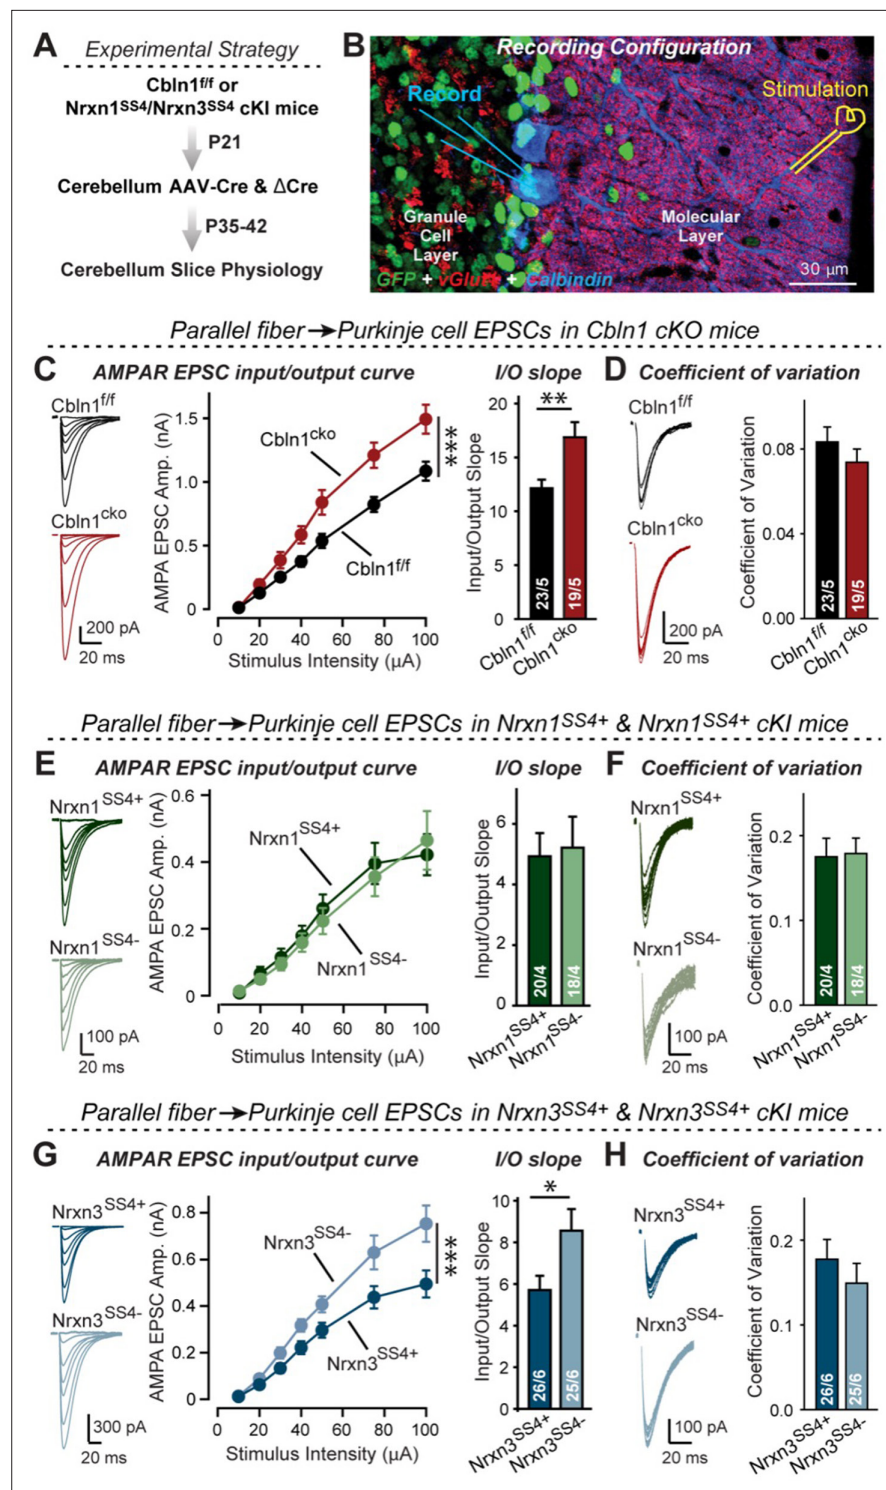 A Experimental Strategy
Cbln1f/f or
Nrxn1SS4/Nrxn3SS4 cKI mice
P21
Cerebellum AAV-Cre & ΔCre
P35-42
Cerebellum Slice Physiology
B Recording Configuration
Record
Stimulation
Granule
Cell
Layer
Molecular
Layer
GFP + vGlut1 + Calbindin
30 µm
Parallel fiber→Purkinje cell EPSCs in Cbln1 cKO mice
C AMPAR EPSC input/output curve
Cbln1f/f
Cbln1cko
200 pA
20 ms
AMPA EPSC Amp. (nA)
1.5
1.0
0.5
0
Cbln1cko
Cbln1f/f
***
0 20 40 60 80 100
Stimulus Intensity (µA)
I/O slope
Input/Output Slope
20
15
10
5
0
**
23/5
19/5
Cbln1f/f
Cbln1cko
D Coefficient of variation
Cbln1f/f
Cbln1cko
200 pA
20 ms
Coefficient of Variation
0.08
0.04
0.00
23/5
19/5
Cbln1f/f
Cbln1cko
Parallel fiber→Purkinje cell EPSCs in Nrxn1SS4+ & Nrxn1SS4+ cKI mice
E AMPAR EPSC input/output curve
Nrxn1SS4+
Nrxn1SS4-
100 pA
20 ms
AMPA EPSC Amp. (nA)
0.6
0.4
0.2
0
Nrxn1SS4+
Nrxn1SS4-
0 20 40 60 80 100
Stimulus Intensity (µA)
I/O slope
Input/Output Slope
6
4
2
0
20/4
18/4
Nrxn1SS4+
Nrxn1SS4-
F Coefficient of variation
Nrxn1SS4+
Nrxn1SS4-
100 pA
20 ms
Coefficient of Variation
0.2
0.1
0.0
20/4
18/4
Nrxn1SS4+
Nrxn1SS4-
Parallel fiber→Purkinje cell EPSCs in Nrxn3SS4+ & Nrxn3SS4+ cKI mice
G AMPAR EPSC input/output curve
Nrxn3SS4+
Nrxn3SS4-
300 pA
20 ms
AMPA EPSC Amp. (nA)
0.8
0.6
0.4
0.2
0
Nrxn3SS4-
Nrxn3SS4+
***
0 20 40 60 80 100
Stimulus Intensity (µA)
I/O slope
Input/Output Slope
10
8
6
4
2
0
*
26/6
25/6
Nrxn3SS4+
Nrxn3SS4-
H Coefficient of variation
Nrxn3SS4+
Nrxn3SS4-
100 pA
20 ms
Coefficient of Variation
0.2
0.1
0.0
26/6
25/6
Nrxn3SS4+
Nrxn3SS4-